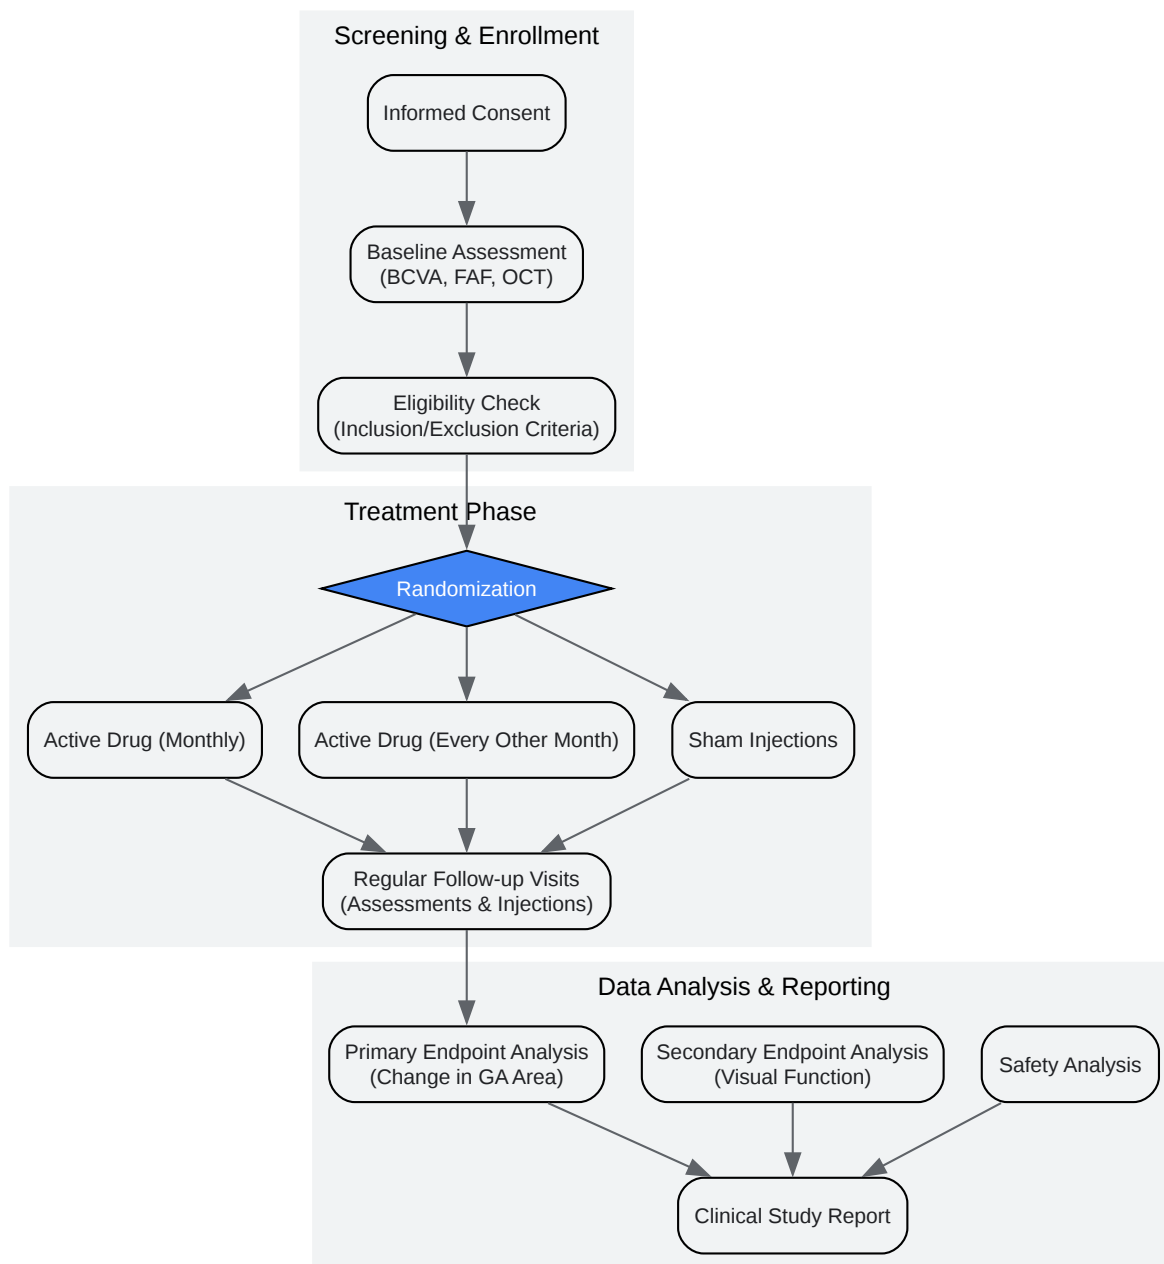 Screening & Enrollment
Informed Consent
Baseline Assessment
(BCVA, FAF, OCT)
Eligibility Check
(Inclusion/Exclusion Criteria)
Treatment Phase
Randomization
Active Drug (Monthly)
Active Drug (Every Other Month)
Sham Injections
Regular Follow-up Visits
(Assessments & Injections)
Data Analysis & Reporting
Primary Endpoint Analysis
(Change in GA Area)
Secondary Endpoint Analysis
(Visual Function)
Safety Analysis
Clinical Study Report